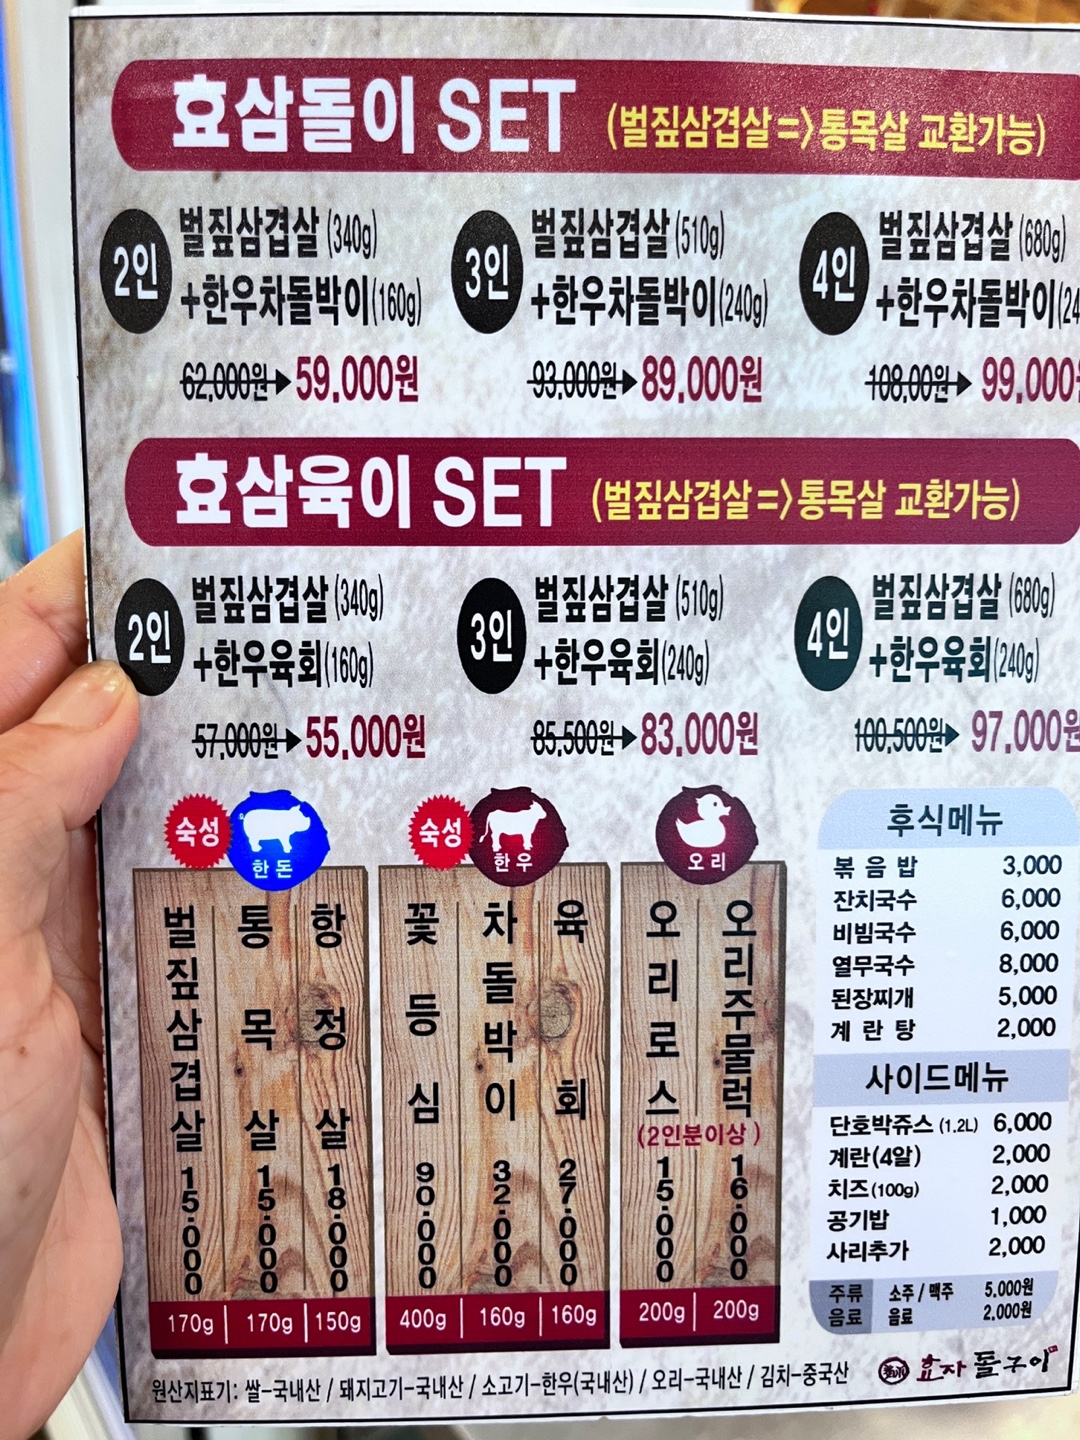 효삼돌이 SET (벌짚삼겹살=>통목살 교환가능)
2인 벌짚삼겹살 (340g)
+한우차돌박이(160g)
62,000원 → 59,000원
3인 벌짚삼겹살 (510g)
+한우차돌박이(240g)
93,000원 → 89,000원
4인 벌짚삼겹살 (680g)
+한우차돌박이(24
108,00원 → 99,000
효삼육이 SET (벌짚삼겹살=>통목살 교환가능)
2인 벌짚삼겹살 (340g)
+한우육회(160g)
57,000원 → 55,000원
3인 벌짚삼겹살 (510g)
+한우육회(240g)
85,500원 → 83,000원
4인 벌짚삼겹살 (680g)
+한우육회(240g)
100,500원 → 97,000원
숙성 한돈
벌짚삼겹살 15.000 170g
통목살 15.000 170g
항정살 18.000 150g
숙성 한우
꽃등심 90.000 400g
차돌박이 32.000 160g
육회 27.000 160g
오리
오리로스 15.000 200g
오리주물럭 16.000 200g
(2인분이상)
후식메뉴
볶음밥 3,000
잔치국수 6,000
비빔국수 6,000
열무국수 8,000
된장찌개 5,000
계란탕 2,000
사이드메뉴
단호박쥬스 (1.2L) 6,000
계란(4알) 2,000
치즈(100g) 2,000
공기밥 1,000
사리추가 2,000
주류 소주 / 맥주 5.000원
음료 음료 2.000원
원산지표기: 쌀-국내산 / 돼지고기-국내산 / 소고기-한우(국내산) / 오리-국내산 / 김치-중국산
효자 돌구이